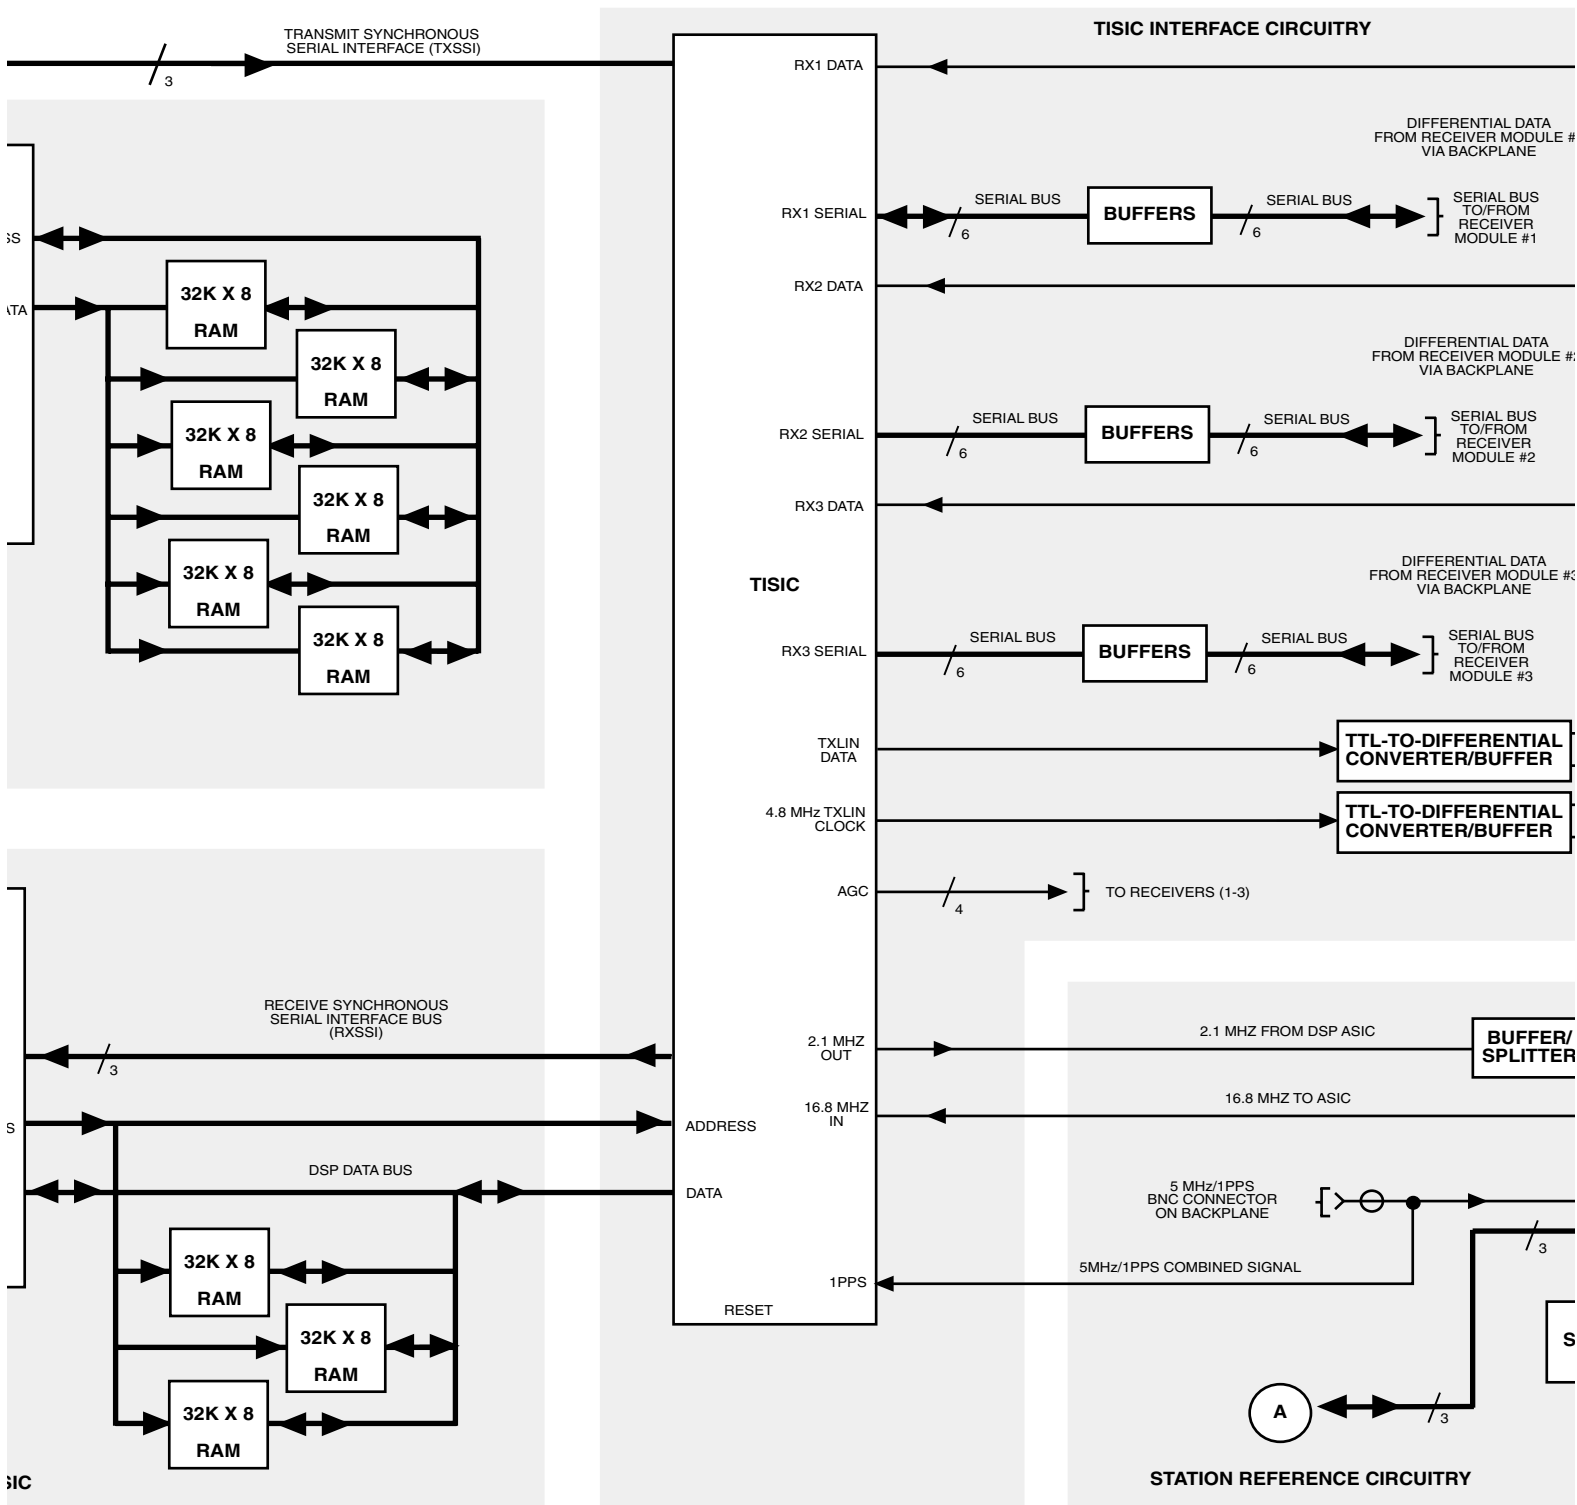 TRANSMIT SYNCHRONOUS
SERIAL INTERFACE (TXSSI)
3
TISIC INTERFACE CIRCUITRY
RX1 DATA
DIFFERENTIAL DATA
FROM RECEIVER MODULE #
VIA BACKPLANE
RX1 SERIAL
SERIAL BUS
6
BUFFERS
SERIAL BUS
6
SERIAL BUS
TO/FROM
RECEIVER
MODULE #1
SS
ATA
32K X 8
RAM
32K X 8
RAM
32K X 8
RAM
32K X 8
RAM
32K X 8
RAM
32K X 8
RAM
RX2 DATA
DIFFERENTIAL DATA
FROM RECEIVER MODULE #2
VIA BACKPLANE
RX2 SERIAL
SERIAL BUS
6
BUFFERS
SERIAL BUS
6
SERIAL BUS
TO/FROM
RECEIVER
MODULE #2
RX3 DATA
TISIC
DIFFERENTIAL DATA
FROM RECEIVER MODULE #3
VIA BACKPLANE
RX3 SERIAL
SERIAL BUS
6
BUFFERS
SERIAL BUS
6
SERIAL BUS
TO/FROM
RECEIVER
MODULE #3
TXLIN
DATA
TTL-TO-DIFFERENTIAL
CONVERTER/BUFFER
4.8 MHz TXLIN
CLOCK
TTL-TO-DIFFERENTIAL
CONVERTER/BUFFER
AGC
4
TO RECEIVERS (1-3)
RECEIVE SYNCHRONOUS
SERIAL INTERFACE BUS
(RXSSI)
3
2.1 MHZ
OUT
2.1 MHZ FROM DSP ASIC
BUFFER/
SPLITTER
16.8 MHZ
IN
16.8 MHZ TO ASIC
S
ADDRESS
DSP DATA BUS
DATA
5 MHz/1PPS
BNC CONNECTOR
ON BACKPLANE
3
1PPS
5MHz/1PPS COMBINED SIGNAL
RESET
32K X 8
RAM
32K X 8
RAM
32K X 8
RAM
S
A
3
SIC
STATION REFERENCE CIRCUITRY